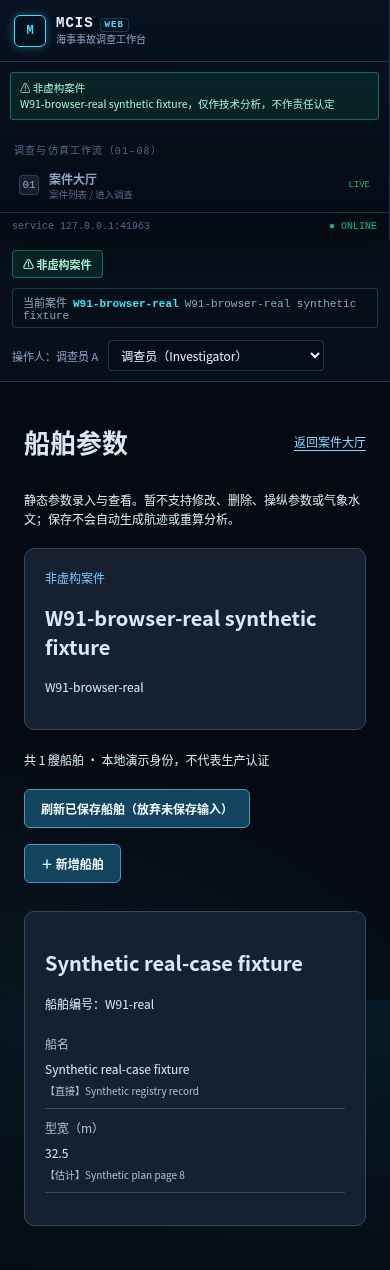 M
MCIS WEB
海事事故调查工作台
⚠ 非虚构案件
W91-browser-real synthetic fixture，仅作技术分析，不作责任认定
调查与仿真工作流（01–08）
01 案件大厅
案件列表 / 进入调查
LIVE
service 127.0.0.1:41963
● ONLINE
⚠ 非虚构案件
当前案件 W91-browser-real W91-browser-real synthetic
fixture
操作人：调查员 A
调查员（Investigator）
船舶参数
返回案件大厅
静态参数录入与查看。暂不支持修改、删除、操纵参数或气象水
文；保存不会自动生成航迹或重算分析。
非虚构案件
W91-browser-real synthetic
fixture
W91-browser-real
共 1 艘船舶 · 本地演示身份，不代表生产认证
刷新已保存船舶（放弃未保存输入）
＋ 新增船舶
Synthetic real-case fixture
船舶编号：W91-real
船名
Synthetic real-case fixture
【直接】Synthetic registry record
型宽（m）
32.5
【估计】Synthetic plan page 8